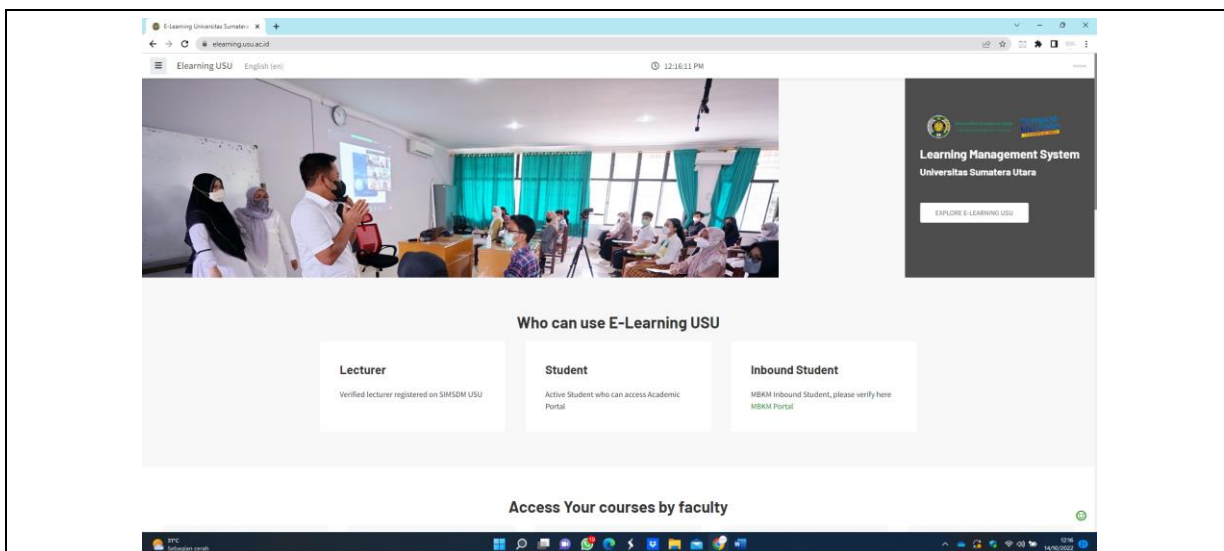 E-Learning Universitas Sumatera
elearning.usu.ac.id
Elearning USU English (en)
12:16:11 PM
Learning Management System
Universitas Sumatera Utara
EXPLORE E-LEARNING USU
Who can use E-Learning USU
Lecturer
Verified lecturer registered on SIMSDM USU
Student
Active Student who can access Academic
Portal
Inbound Student
MBKM Inbound Student, please verify here
MBKM Portal
Access Your courses by faculty
31°C
Sebagian cerah
12:16
14/10/2022